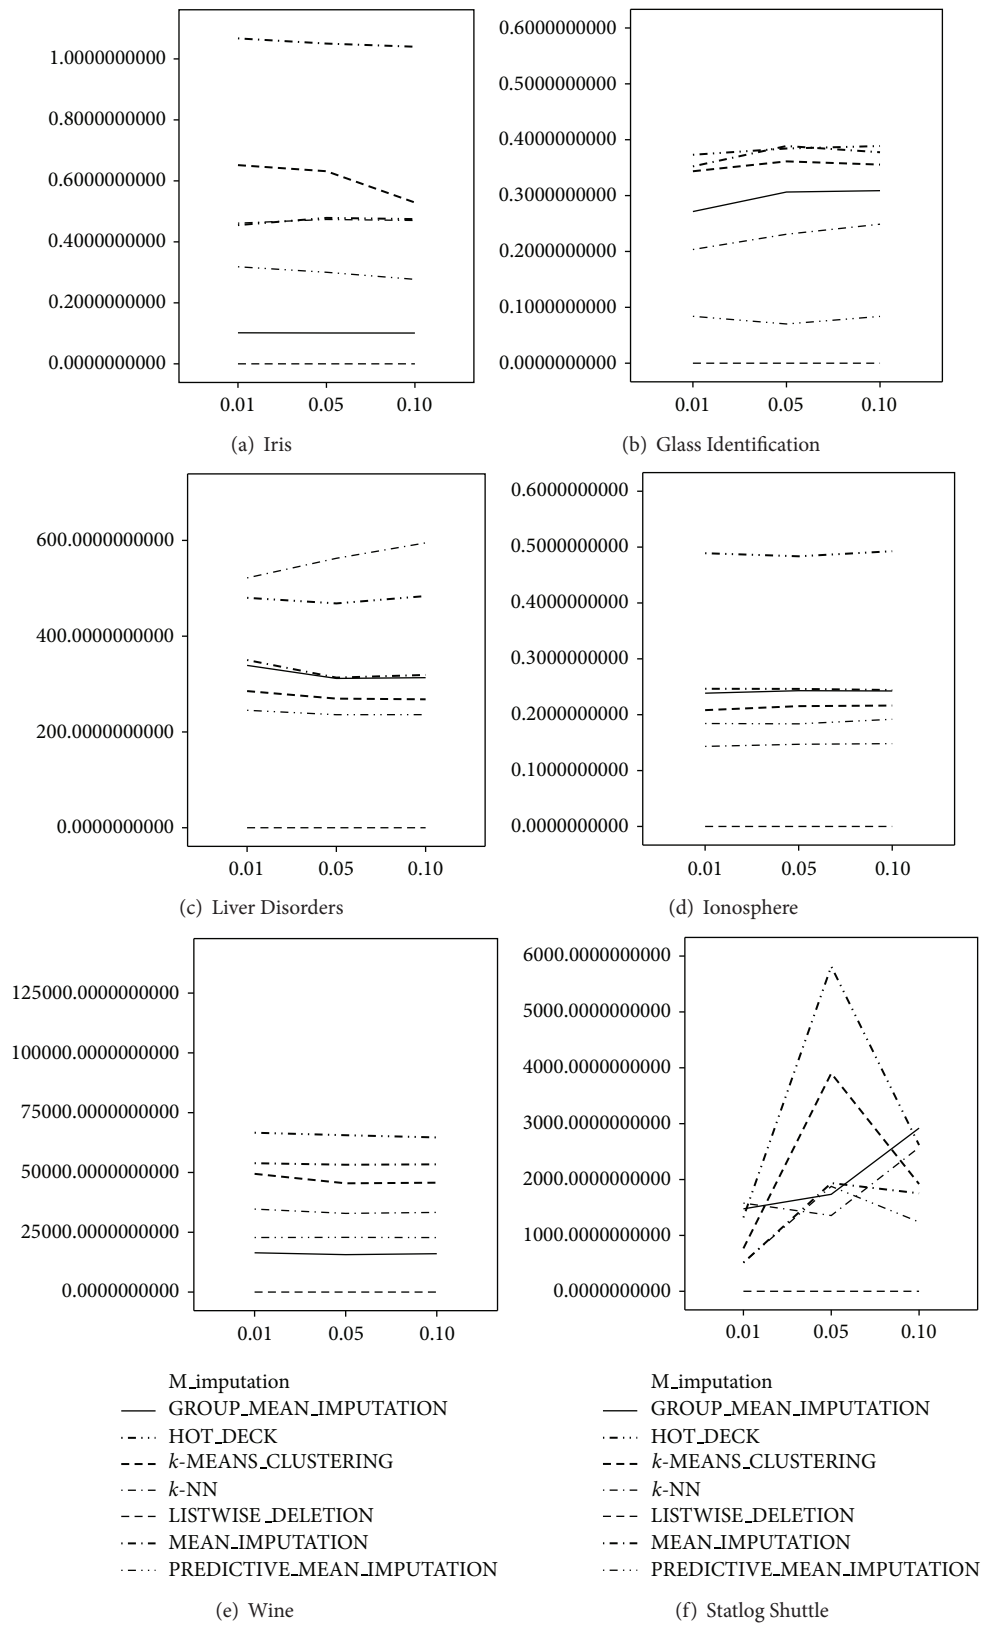 1.0000000000
0.8000000000
0.6000000000
0.4000000000
0.2000000000
0.0000000000
0.01 0.05 0.10
(a) Iris
0.6000000000
0.5000000000
0.4000000000
0.3000000000
0.2000000000
0.1000000000
0.0000000000
0.01 0.05 0.10
(b) Glass Identification
600.0000000000
400.0000000000
200.0000000000
0.0000000000
0.01 0.05 0.10
(c) Liver Disorders
0.6000000000
0.5000000000
0.4000000000
0.3000000000
0.2000000000
0.1000000000
0.0000000000
0.01 0.05 0.10
(d) Ionosphere
125000.0000000000
100000.0000000000
75000.0000000000
50000.0000000000
25000.0000000000
0.0000000000
0.01 0.05 0.10
M_imputation
GROUP_MEAN_IMPUTATION
HOT_DECK
k-MEANS_CLUSTERING
k-NN
LISTWISE_DELETION
MEAN_IMPUTATION
PREDICTIVE_MEAN_IMPUTATION
(e) Wine
6000.0000000000
5000.0000000000
4000.0000000000
3000.0000000000
2000.0000000000
1000.0000000000
0.0000000000
0.01 0.05 0.10
M_imputation
GROUP_MEAN_IMPUTATION
HOT_DECK
k-MEANS_CLUSTERING
k-NN
LISTWISE_DELETION
MEAN_IMPUTATION
PREDICTIVE_MEAN_IMPUTATION
(f) Statlog Shuttle